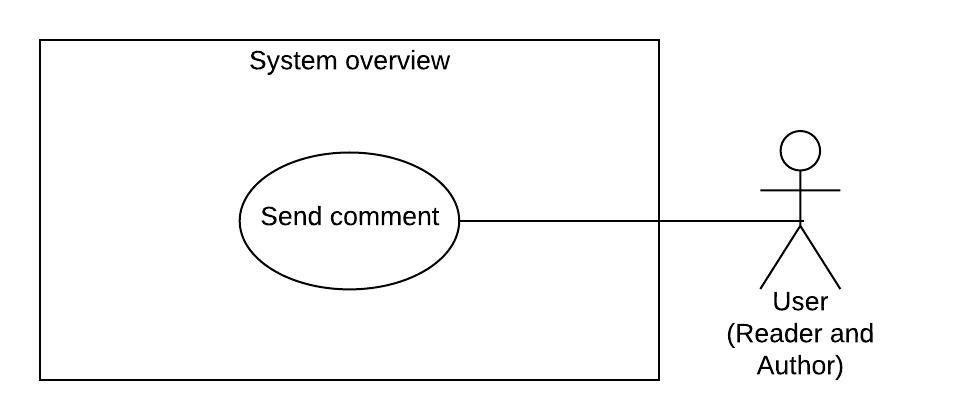 System overview
Send comment
User
(Reader and
Author)